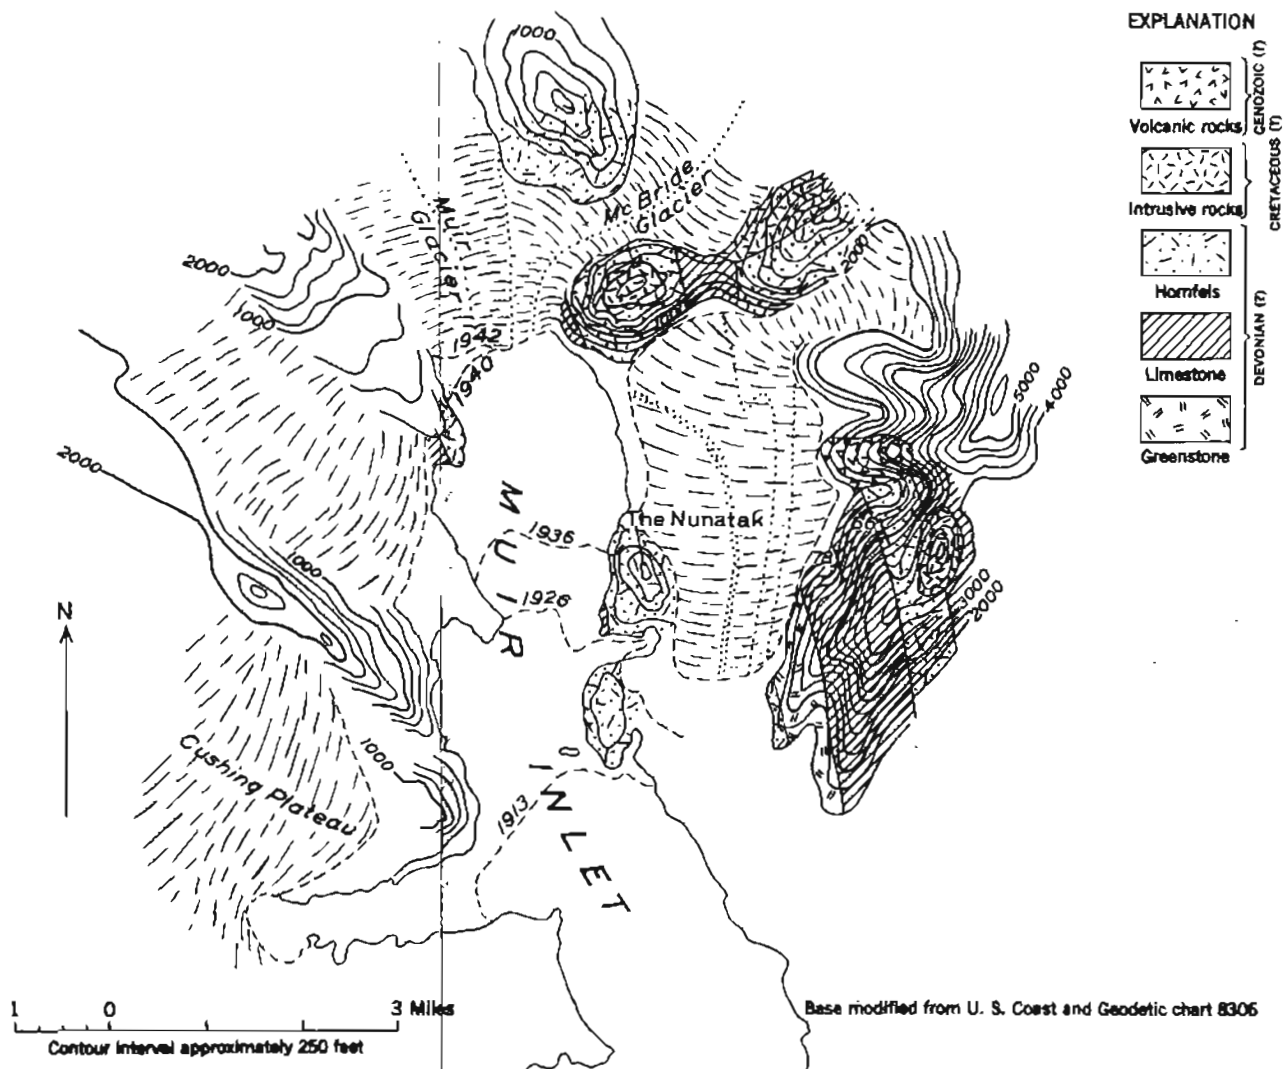 EXPLANATION
Volcanic rocks
CENOZOIC (?)
Intrusive rocks
CRETACEOUS (?)
Hornfels
Limestone
Greenstone
DEVONIAN (?)
1000
McBride
Glacier
Muir
Glacier
2000
1000
2000
1942
1940
5000
4000
2000
The Nunatak
1936
1926
1000
3000
2000
N
MUIR
INLET
1000
Cushing Plateau
1913
1 0 3 Miles
Contour interval approximately 250 feet
Base modified from U. S. Coast and Geodetic chart 8306